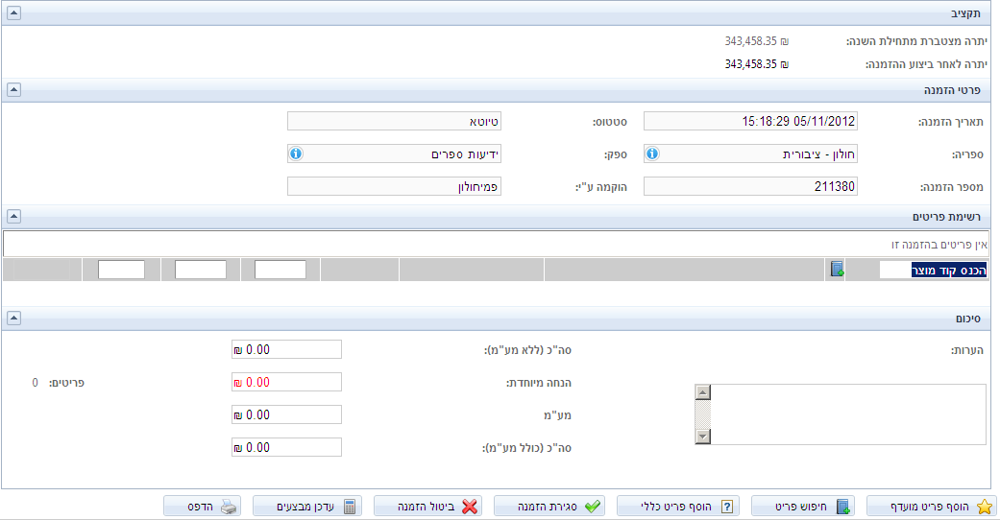 תקציב
יתרה מצטברת מתחילת השנה: 343,458.35 ₪
יתרה לאחר ביצוע ההזמנה: 343,458.35 ₪
פרטי הזמנה
תאריך הזמנה: 15:18:29 05/11/2012 סטטוס: טיוטא
ספריה: חולון - ציבורית ספק: ידיעות ספרים
מספר הזמנה: 211380 הוקמה ע"י: פמיחולון
רשימת פריטים
אין פריטים בהזמנה זו
הכנס קוד מוצר
סיכום
הערות: סה"כ (ללא מע"מ): 0.00 ₪
הנחה מיוחדת: 0.00 ₪ פריטים: 0
מע"מ 0.00 ₪
סה"כ (כולל מע"מ): 0.00 ₪
הוסף פריט מועדף חיפוש פריט הוסף פריט כללי סגירת הזמנה ביטול הזמנה עדכן מבצעים הדפס